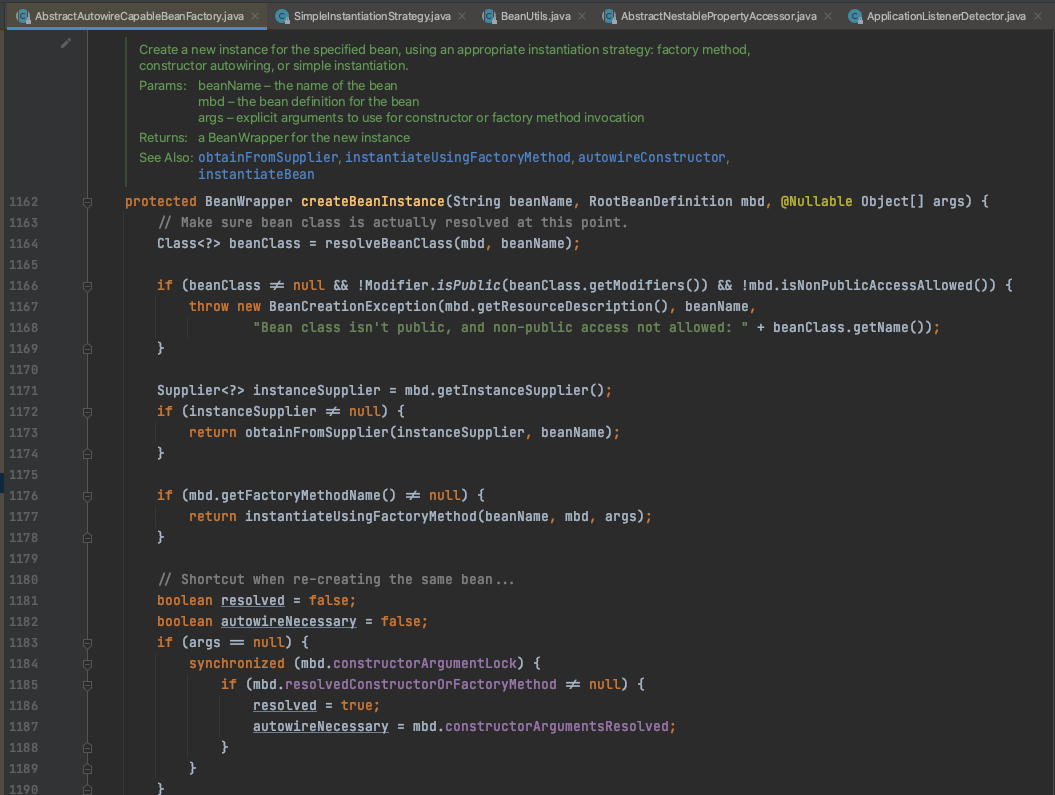 AbstractAutowireCapableBeanFactory.java SimpleInstantiationStrategy.java BeanUtils.java AbstractNestablePropertyAccessor.java ApplicationListenerDetector.java
Create a new instance for the specified bean, using an appropriate instantiation strategy: factory method,
constructor autowiring, or simple instantiation.
Params: beanName – the name of the bean
mbd – the bean definition for the bean
args – explicit arguments to use for constructor or factory method invocation
Returns: a BeanWrapper for the new instance
See Also: obtainFromSupplier, instantiateUsingFactoryMethod, autowireConstructor,
instantiateBean
1162 protected BeanWrapper createBeanInstance(String beanName, RootBeanDefinition mbd, @Nullable Object[] args) {
1163 // Make sure bean class is actually resolved at this point.
1164 Class<?> beanClass = resolveBeanClass(mbd, beanName);
1165
1166 if (beanClass ≠ null && !Modifier.isPublic(beanClass.getModifiers()) && !mbd.isNonPublicAccessAllowed()) {
1167 throw new BeanCreationException(mbd.getResourceDescription(), beanName,
1168 "Bean class isn't public, and non-public access not allowed: " + beanClass.getName());
1169 }
1170
1171 Supplier<?> instanceSupplier = mbd.getInstanceSupplier();
1172 if (instanceSupplier ≠ null) {
1173 return obtainFromSupplier(instanceSupplier, beanName);
1174 }
1175
1176 if (mbd.getFactoryMethodName() ≠ null) {
1177 return instantiateUsingFactoryMethod(beanName, mbd, args);
1178 }
1179
1180 // Shortcut when re-creating the same bean...
1181 boolean resolved = false;
1182 boolean autowireNecessary = false;
1183 if (args == null) {
1184 synchronized (mbd.constructorArgumentLock) {
1185 if (mbd.resolvedConstructorOrFactoryMethod ≠ null) {
1186 resolved = true;
1187 autowireNecessary = mbd.constructorArgumentsResolved;
1188 }
1189 }
1190 }